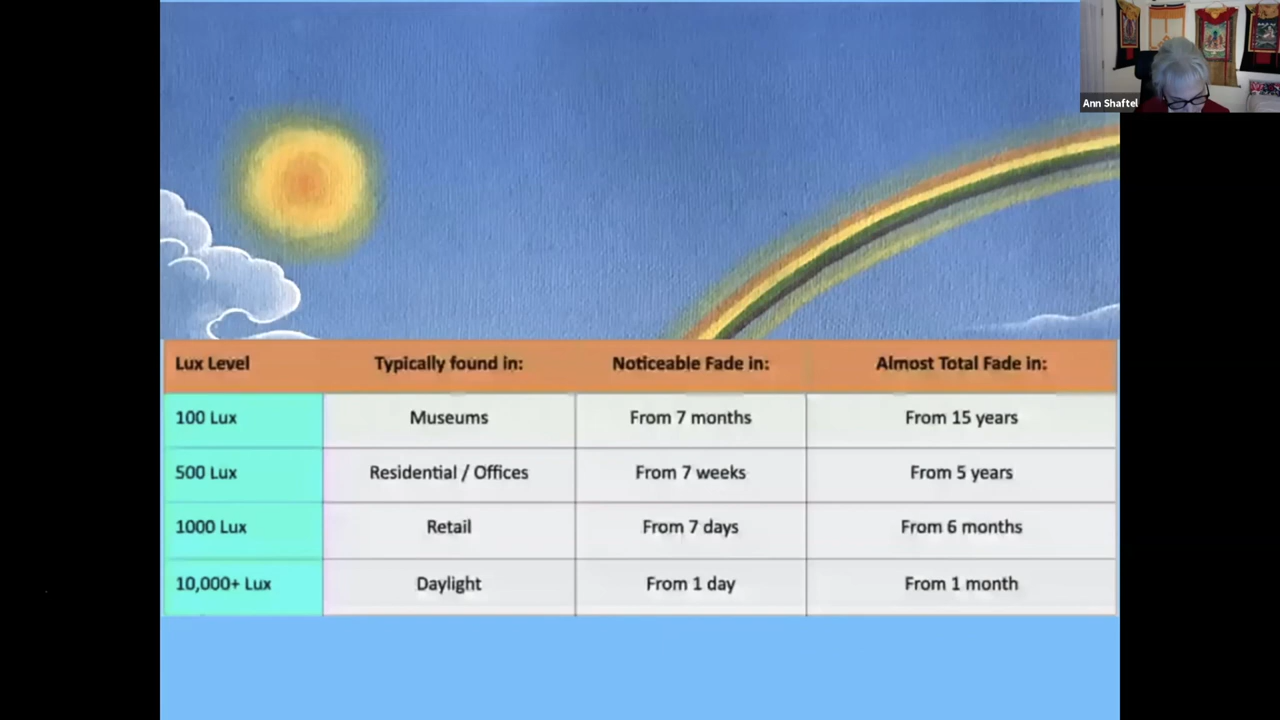 Ann Shaftel
Lux Level Typically found in: Noticeable Fade in: Almost Total Fade in:
100 Lux Museums From 7 months From 15 years
500 Lux Residential / Offices From 7 weeks From 5 years
1000 Lux Retail From 7 days From 6 months
10,000+ Lux Daylight From 1 day From 1 month